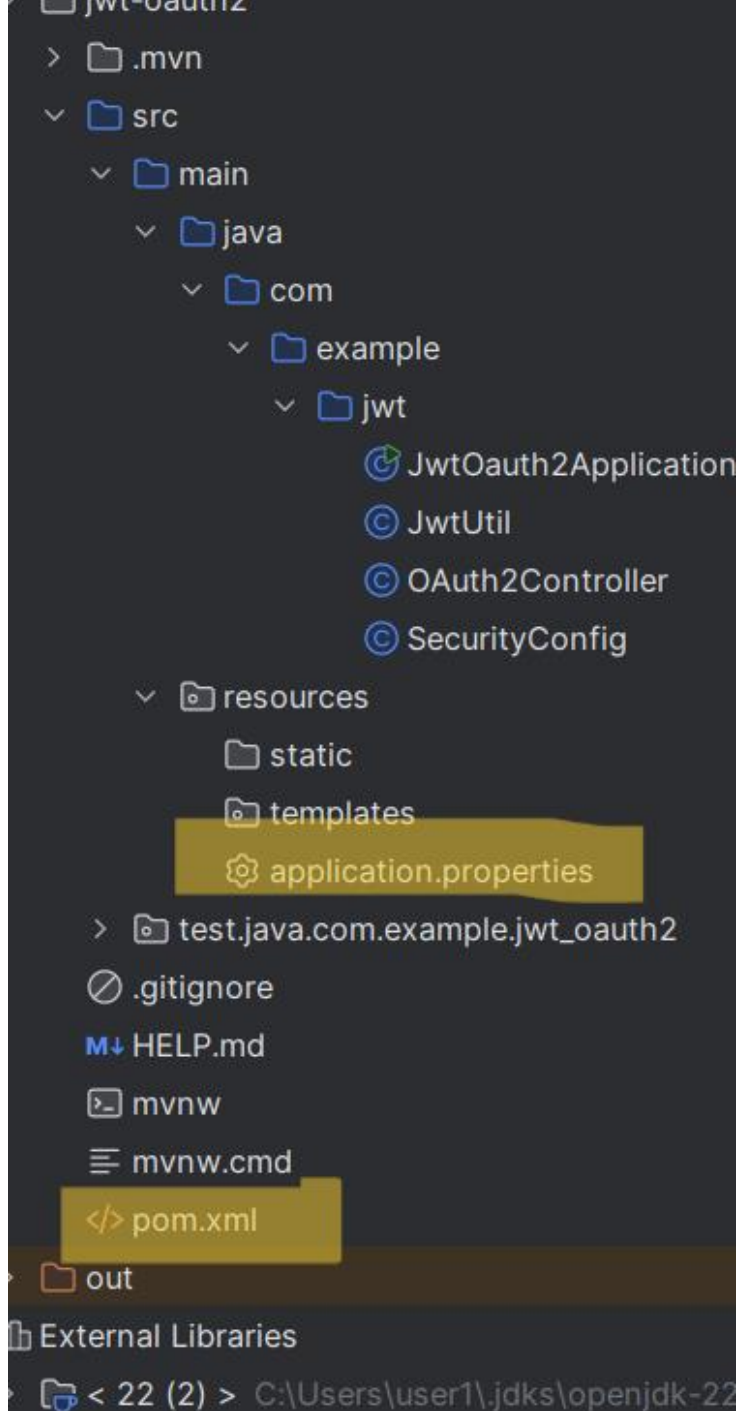 jwt-oauth2
.mvn
src
main
java
com
example
jwt
JwtOauth2Application
JwtUtil
OAuth2Controller
SecurityConfig
resources
static
templates
application.properties
test.java.com.example.jwt_oauth2
.gitignore
M↓ HELP.md
mvnw
mvnw.cmd
</> pom.xml
out
External Libraries
< 22 (2) > C:\Users\user1\.jdks\openjdk-22